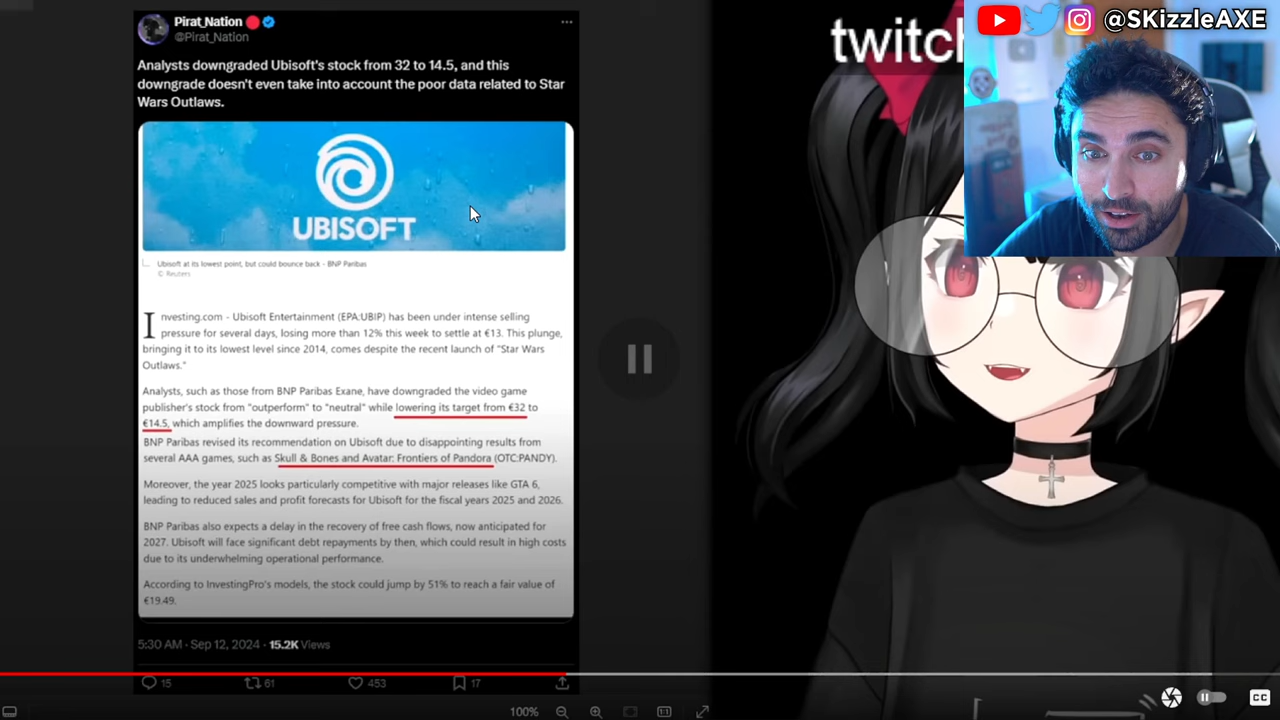 Pirat_Nation
@Pirat_Nation
Analysts downgraded Ubisoft's stock from 32 to 14.5, and this
downgrade doesn't even take into account the poor data related to Star
Wars Outlaws.
UBISOFT
Ubisoft at its lowest point, but could bounce back - BNP Paribas
© Reuters
Investing.com - Ubisoft Entertainment (EPA:UBIP) has been under intense selling
pressure for several days, losing more than 12% this week to settle at €13. This plunge,
bringing it to its lowest level since 2014, comes despite the recent launch of "Star Wars
Outlaws."
Analysts, such as those from BNP Paribas Exane, have downgraded the video game
publisher's stock from "outperform" to "neutral" while lowering its target from €32 to
€14.5, which amplifies the downward pressure.
BNP Paribas revised its recommendation on Ubisoft due to disappointing results from
several AAA games, such as Skull & Bones and Avatar: Frontiers of Pandora (OTC:PANDY).
Moreover, the year 2025 looks particularly competitive with major releases like GTA 6,
leading to reduced sales and profit forecasts for Ubisoft for the fiscal years 2025 and 2026.
BNP Paribas also expects a delay in the recovery of free cash flows, now anticipated for
2027. Ubisoft will face significant debt repayments by then, which could result in high costs
due to its underwhelming operational performance.
According to InvestingPro's models, the stock could jump by 51% to reach a fair value of
€19.49.
5:30 AM · Sep 12, 2024 · 15.2K Views
15 61 453 17
100% 1:1 CC
twitch
@SKizzleAXE